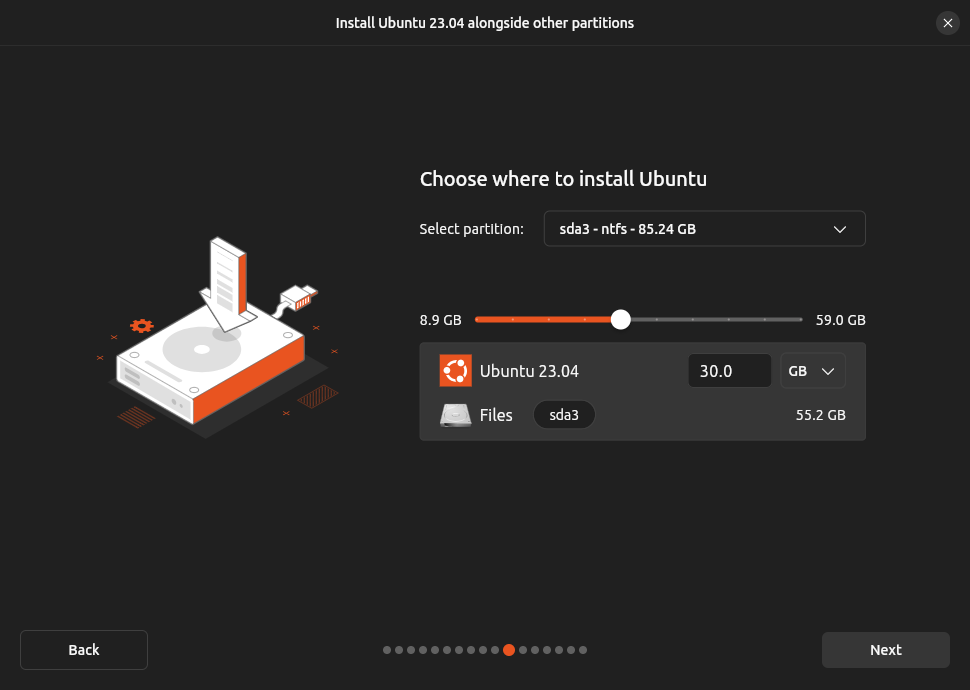 Install Ubuntu 23.04 alongside other partitions
Choose where to install Ubuntu
Select partition: sda3 - ntfs - 85.24 GB
8.9 GB 59.0 GB
Ubuntu 23.04 30.0 GB
Files sda3 55.2 GB
Back Next